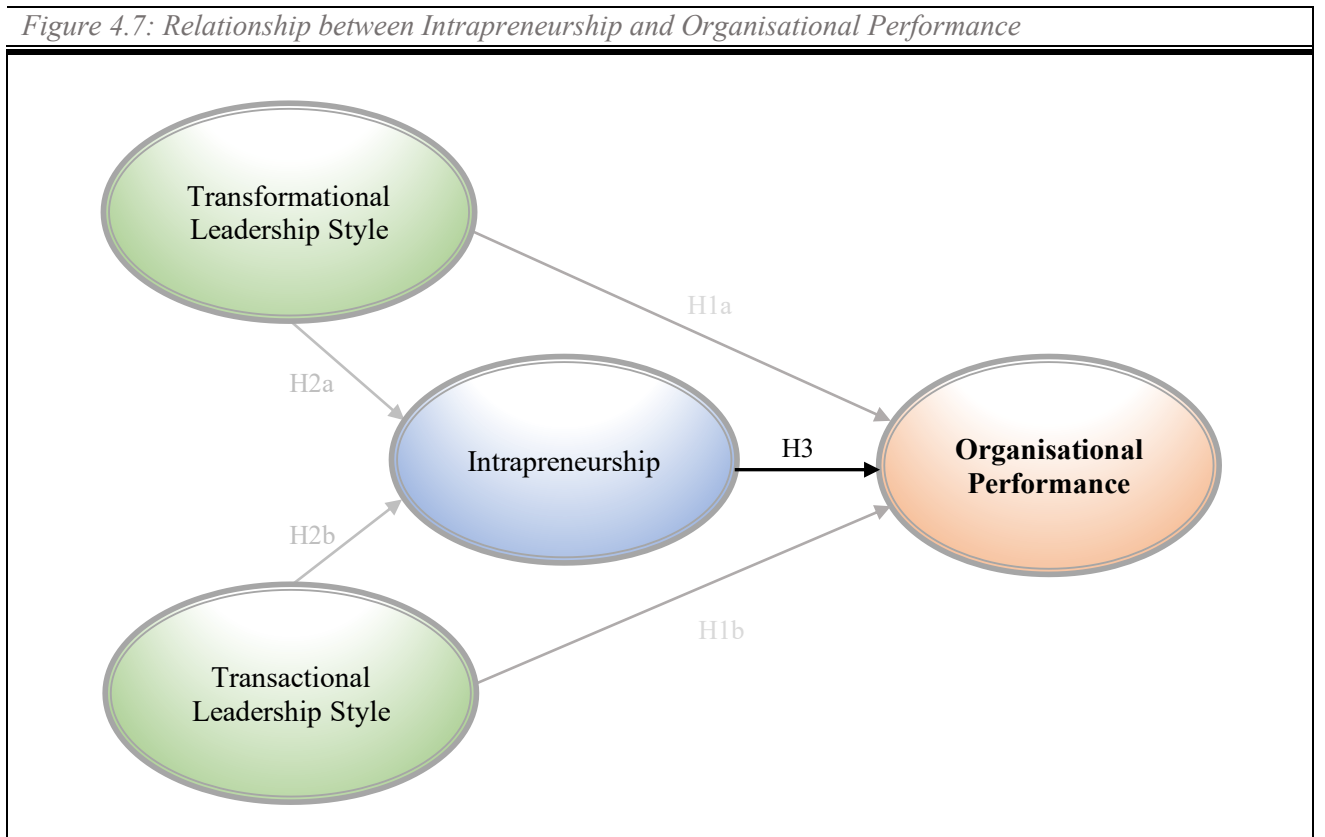 Figure 4.7: Relationship between Intrapreneurship and Organisational Performance
Transformational
Leadership Style
H1a
H2a
Intrapreneurship
H3
Organisational
Performance
H2b
H1b
Transactional
Leadership Style